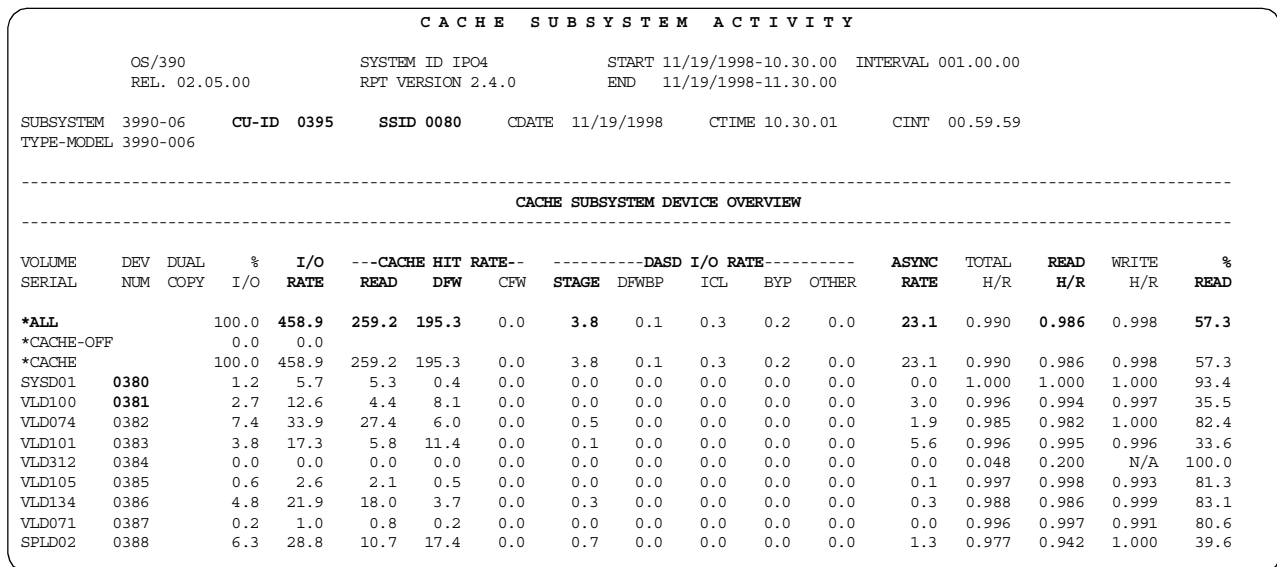 C A C H E   S U B S Y S T E M   A C T I V I T Y
OS/390 SYSTEM ID IPO4 START 11/19/1998-10.30.00 INTERVAL 001.00.00
REL. 02.05.00 RPT VERSION 2.4.0 END 11/19/1998-11.30.00
SUBSYSTEM 3990-06 CU-ID 0395 SSID 0080 CDATE 11/19/1998 CTIME 10.30.01 CINT 00.59.59
TYPE-MODEL 3990-006
CACHE SUBSYSTEM DEVICE OVERVIEW
VOLUME DEV DUAL % I/O ---CACHE HIT RATE-- ----------DASD I/O RATE---------- ASYNC TOTAL READ WRITE %
SERIAL NUM COPY I/O RATE READ DFW CFW STAGE DFWBP ICL BYP OTHER RATE H/R H/R H/R READ
*ALL 100.0 458.9 259.2 195.3 0.0 3.8 0.1 0.3 0.2 0.0 23.1 0.990 0.986 0.998 57.3
*CACHE-OFF 0.0 0.0
*CACHE 100.0 458.9 259.2 195.3 0.0 3.8 0.1 0.3 0.2 0.0 23.1 0.990 0.986 0.998 57.3
SYSD01 0380 1.2 5.7 5.3 0.4 0.0 0.0 0.0 0.0 0.0 0.0 0.0 1.000 1.000 1.000 93.4
VLD100 0381 2.7 12.6 4.4 8.1 0.0 0.0 0.0 0.0 0.0 0.0 3.0 0.996 0.994 0.997 35.5
VLD074 0382 7.4 33.9 27.4 6.0 0.0 0.5 0.0 0.0 0.0 0.0 1.9 0.985 0.982 1.000 82.4
VLD101 0383 3.8 17.3 5.8 11.4 0.0 0.1 0.0 0.0 0.0 0.0 5.6 0.996 0.995 0.996 33.6
VLD312 0384 0.0 0.0 0.0 0.0 0.0 0.0 0.0 0.0 0.0 0.0 0.0 0.048 0.200 N/A 100.0
VLD105 0385 0.6 2.6 2.1 0.5 0.0 0.0 0.0 0.0 0.0 0.0 0.1 0.997 0.998 0.993 81.3
VLD134 0386 4.8 21.9 18.0 3.7 0.0 0.3 0.0 0.0 0.0 0.0 0.3 0.988 0.986 0.999 83.1
VLD071 0387 0.2 1.0 0.8 0.2 0.0 0.0 0.0 0.0 0.0 0.0 0.0 0.996 0.997 0.991 80.6
SPLD02 0388 6.3 28.8 10.7 17.4 0.0 0.7 0.0 0.0 0.0 0.0 1.3 0.977 0.942 1.000 39.6